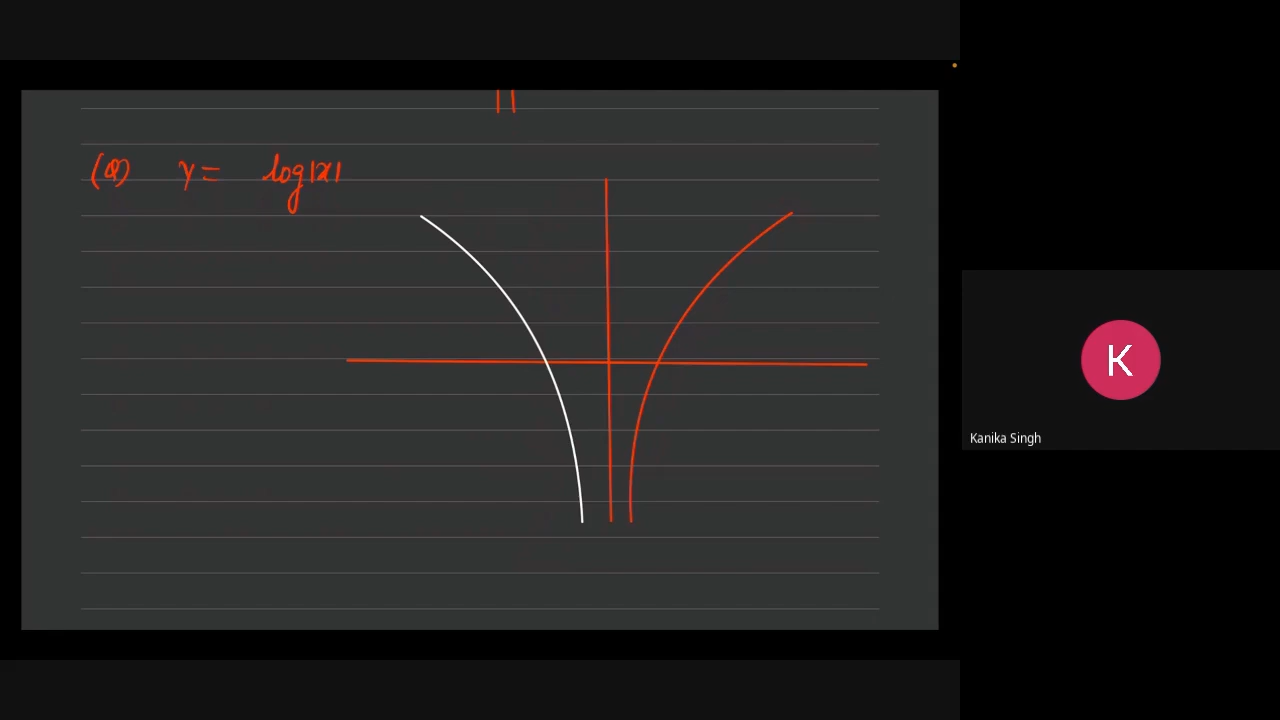 (Q) y = log|x|
K
Kanika Singh